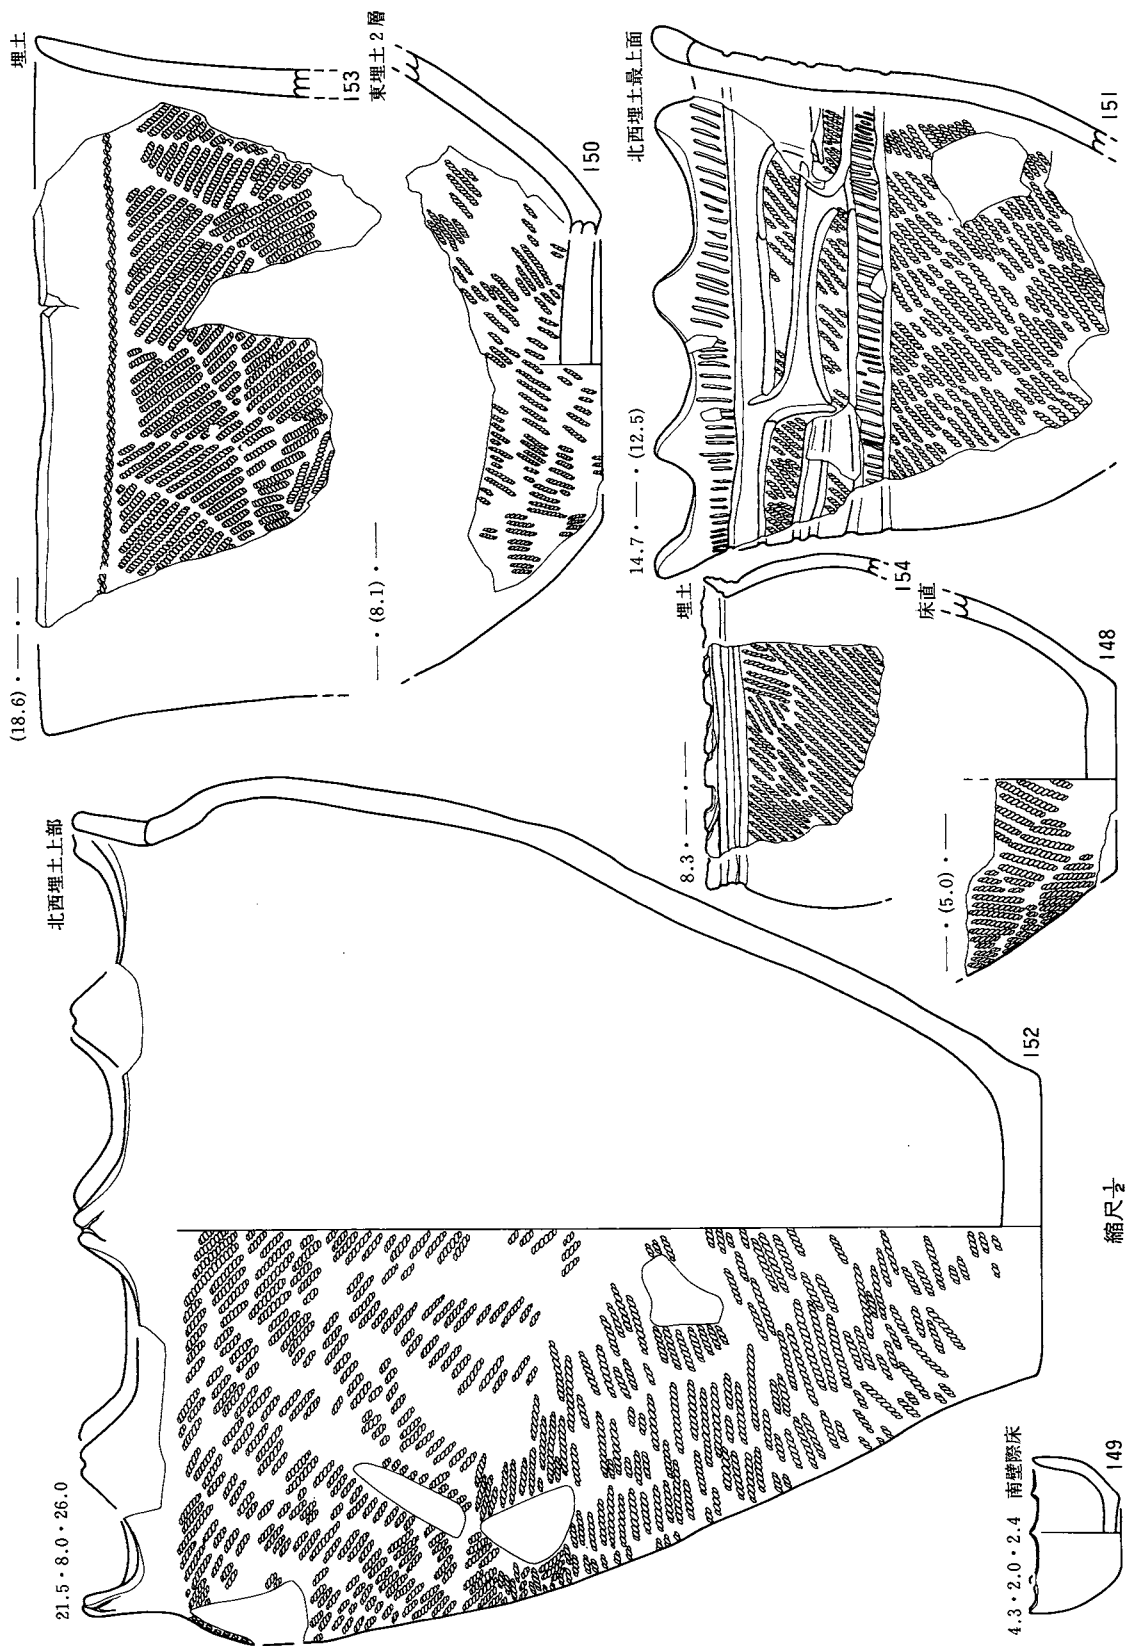 21.5・8.0・26.0
北西埋土上部
152
(18.6)・—・—
埋土
153
—・(8.1)・—
東埋土2層
150
4.3・2.0・2.4
南壁際床
149
8.3・—・—
埋土
154
—・(5.0)・—
床直
148
14.7・—・(12.5)
北西埋土最上面
151
縮尺1/2